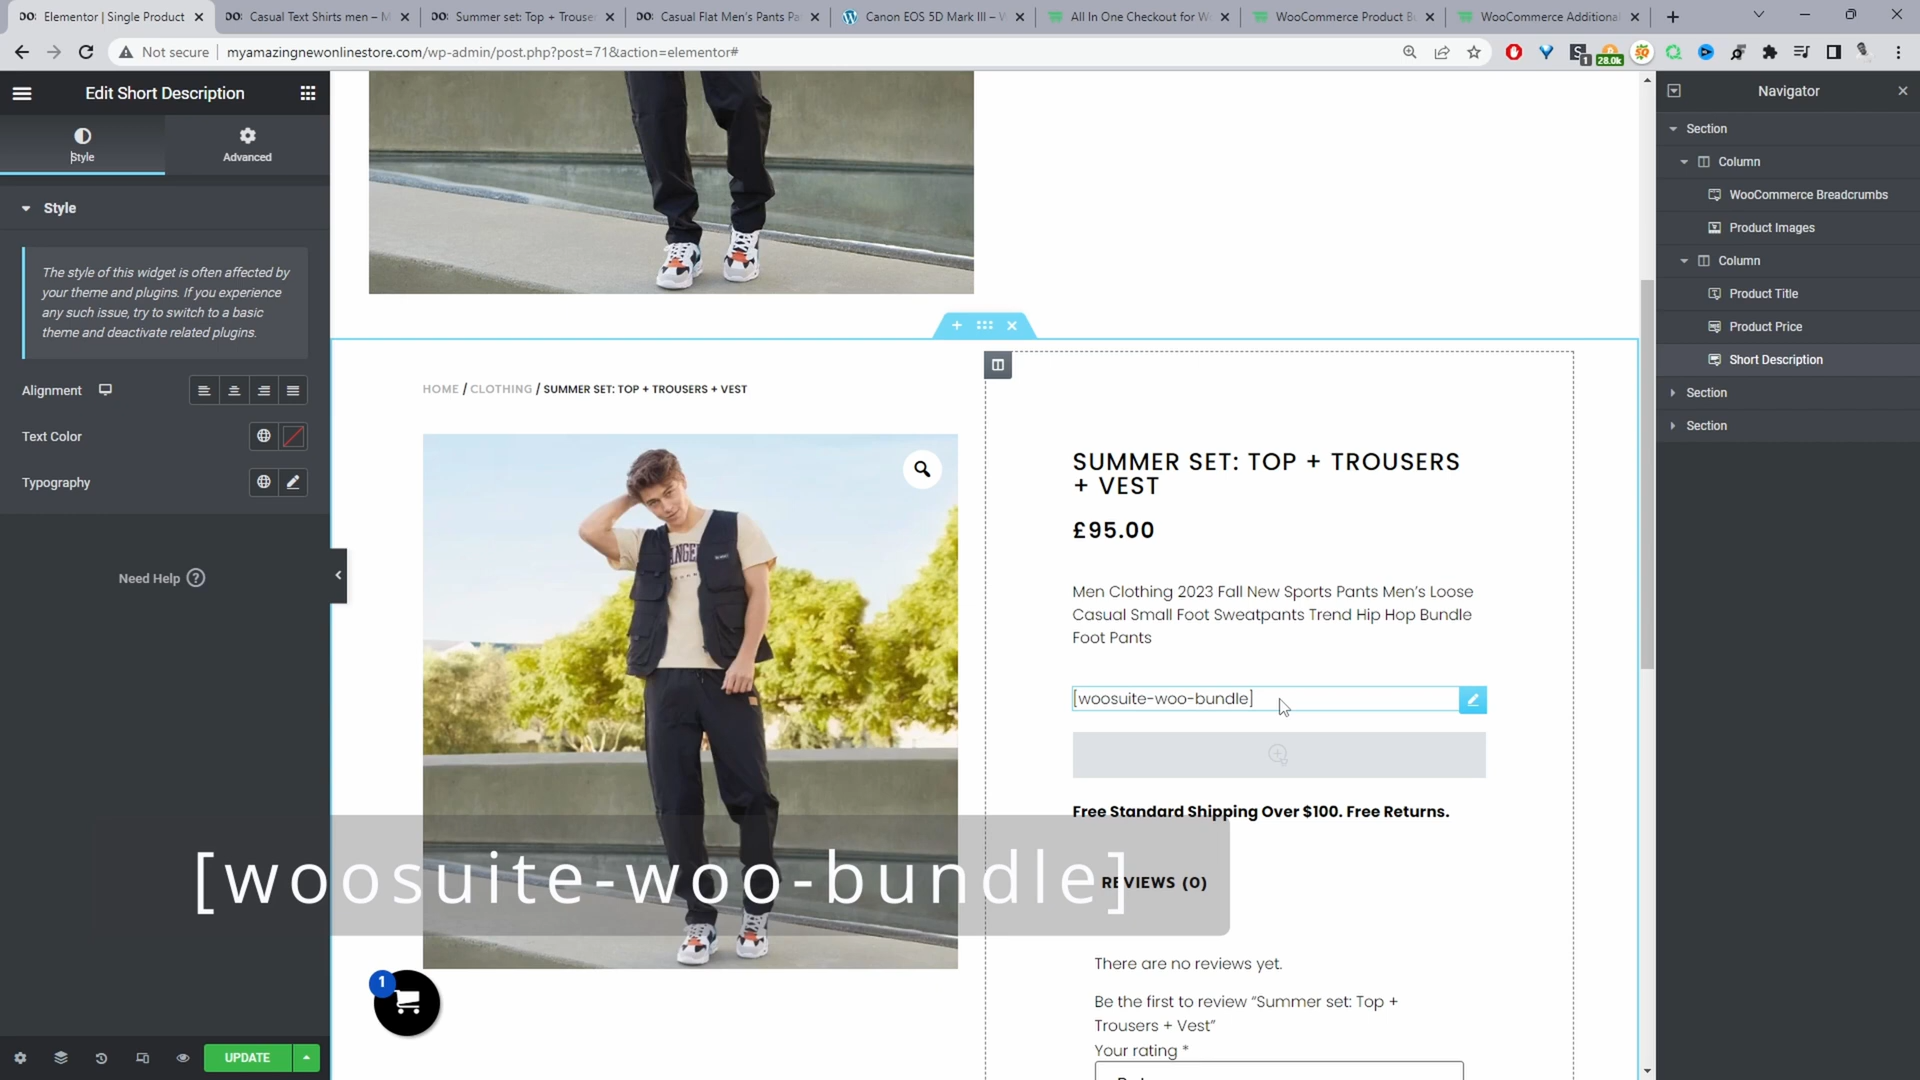 Elementor | Single Product
Casual Text Shirts men – M
Summer set: Top + Trouser
Casual Flat Men's Pants Pa
Canon EOS 5D Mark III – V
All In One Checkout for W
WooCommerce Product B
WooCommerce Additional
Not secure
myamazingnewonlinestore.com/wp-admin/post.php?post=71&action=elementor#
1
28.0k
Edit Short Description
Style
Advanced
Style
The style of this widget is often affected by
your theme and plugins. If you experience
any such issue, try to switch to a basic
theme and deactivate related plugins.
Alignment
Text Color
Typography
Need Help
UPDATE
HOME / CLOTHING / SUMMER SET: TOP + TROUSERS + VEST
SUMMER SET: TOP + TROUSERS
+ VEST
£95.00
Men Clothing 2023 Fall New Sports Pants Men's Loose
Casual Small Foot Sweatpants Trend Hip Hop Bundle
Foot Pants
[woosuite-woo-bundle]
Free Standard Shipping Over $100. Free Returns.
[woosuite-woo-bundle]
REVIEWS (0)
There are no reviews yet.
Be the first to review “Summer set: Top +
Trousers + Vest”
Your rating *
1
Navigator
Section
Column
WooCommerce Breadcrumbs
Product Images
Column
Product Title
Product Price
Short Description
Section
Section